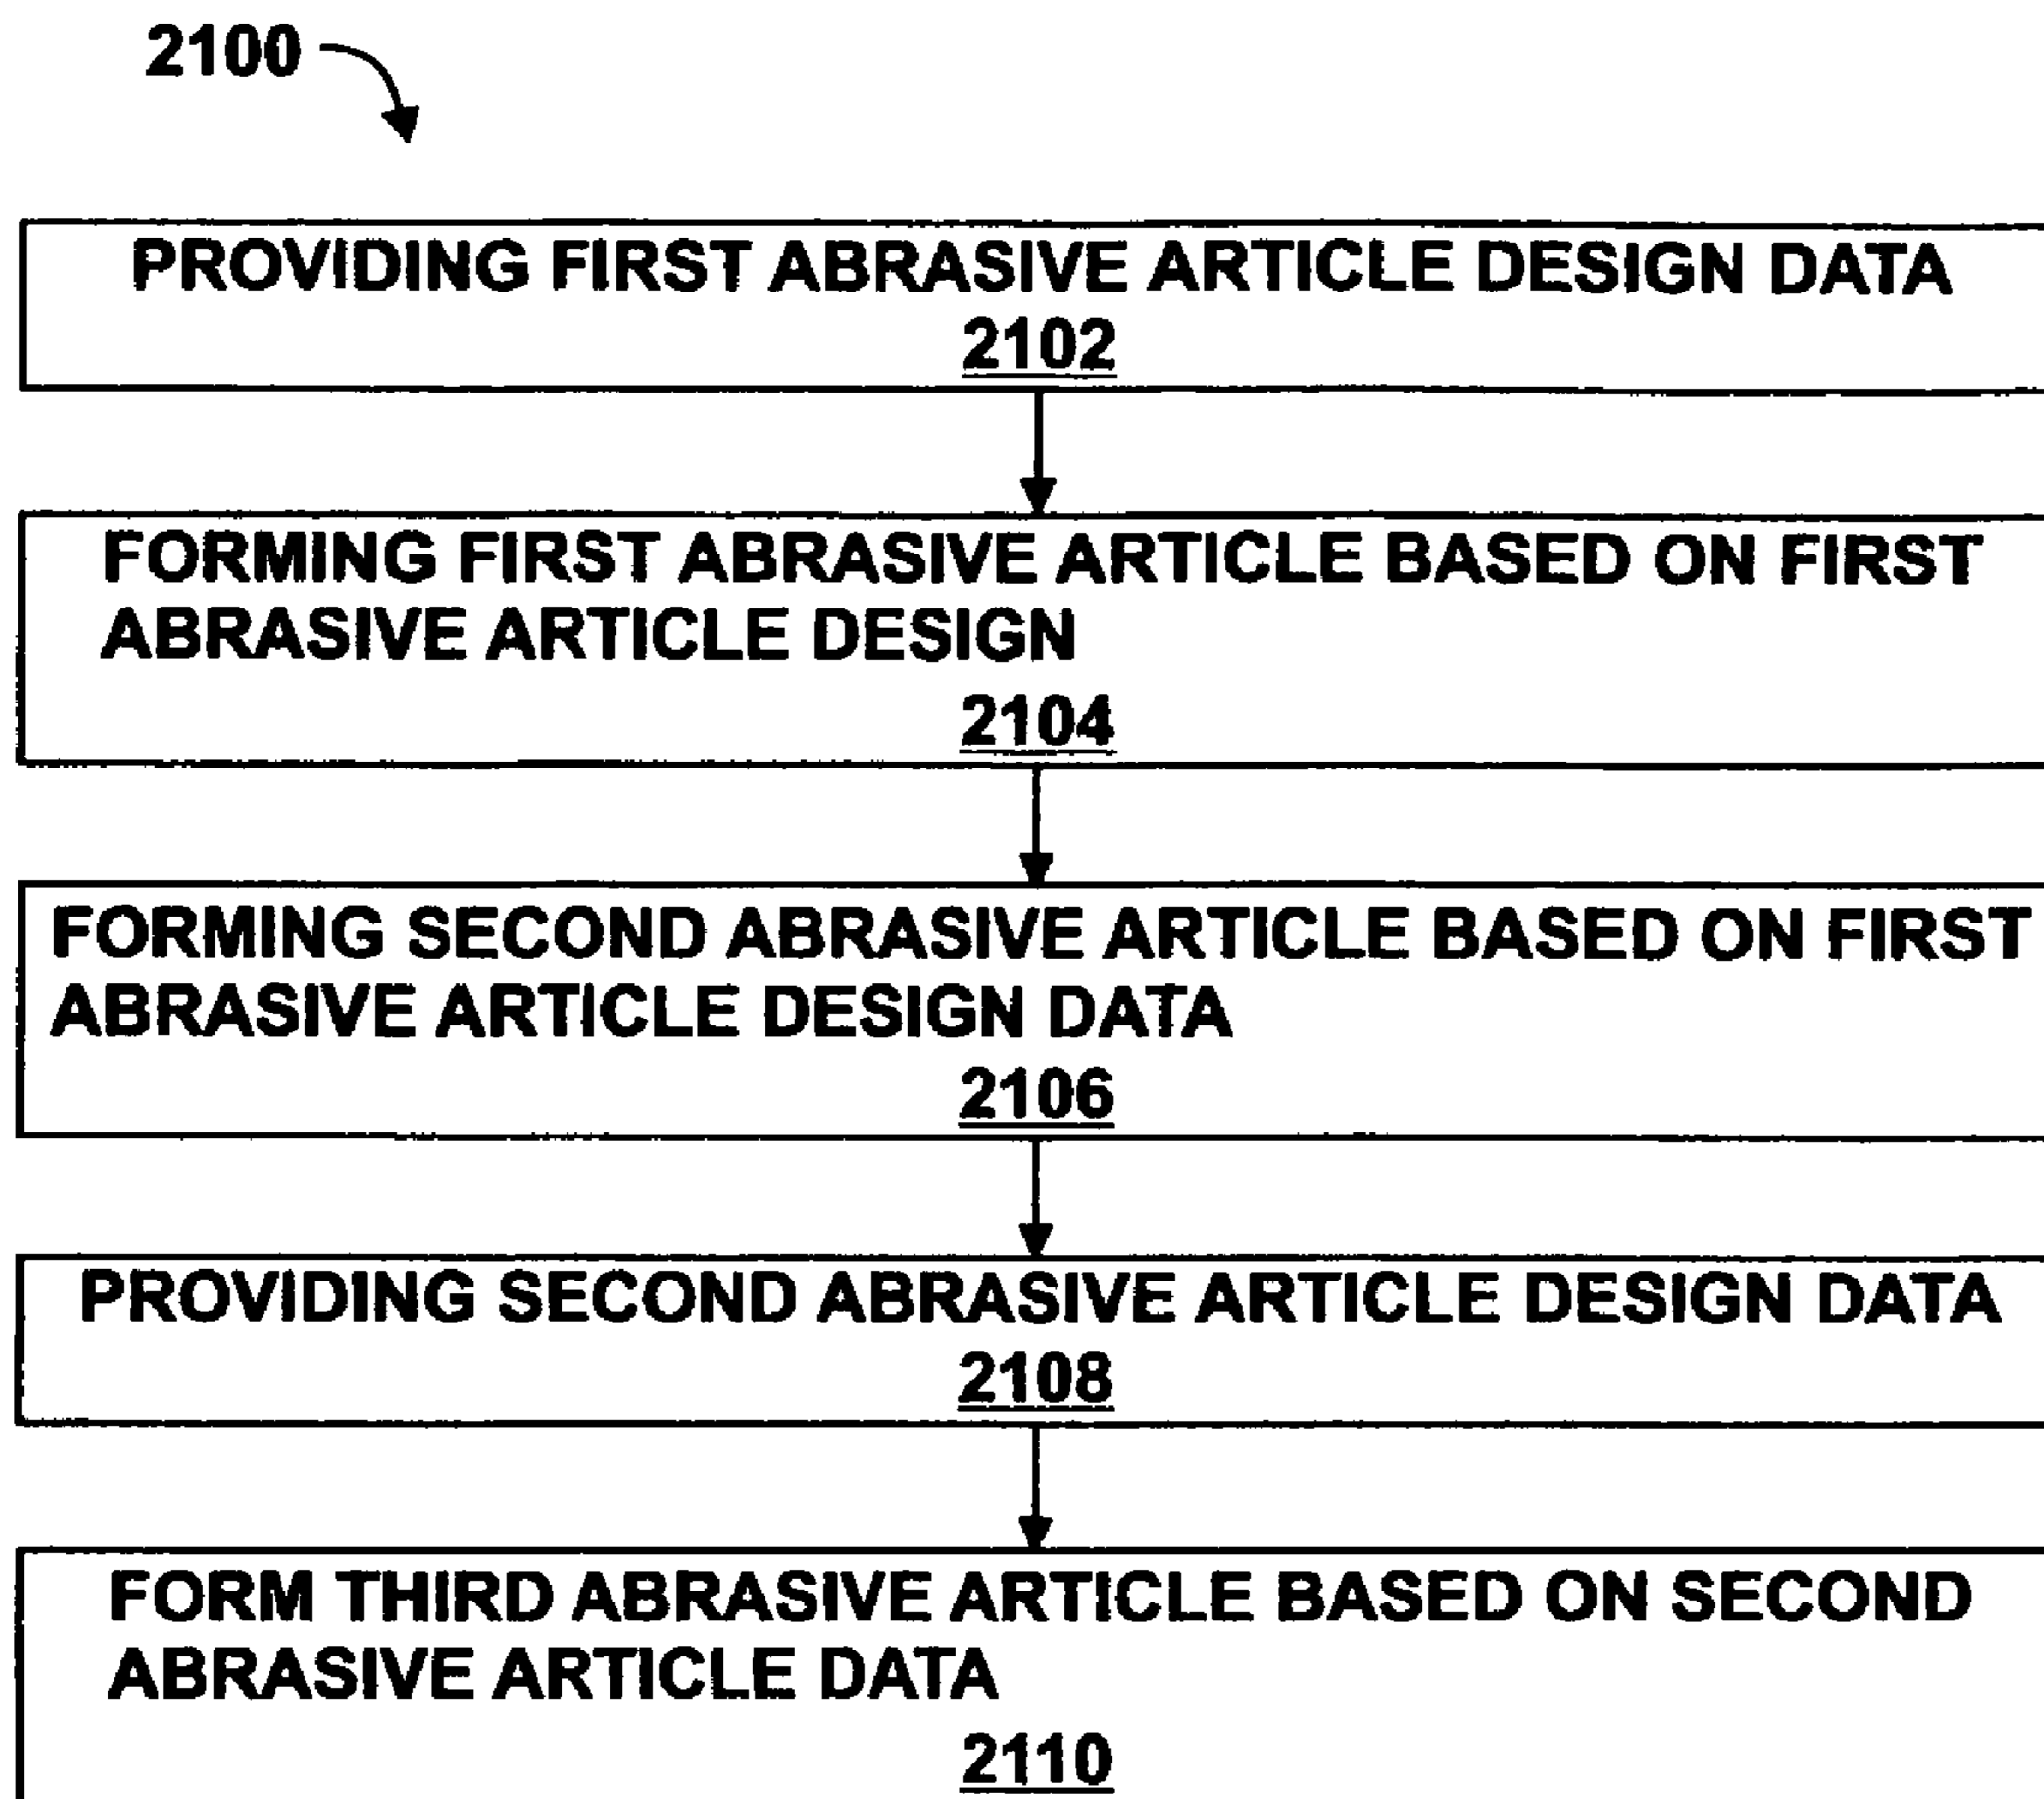 2100
PROVIDING FIRST ABRASIVE ARTICLE DESIGN DATA
2102
FORMING FIRST ABRASIVE ARTICLE BASED ON FIRST
ABRASIVE ARTICLE DESIGN
2104
FORMING SECOND ABRASIVE ARTICLE BASED ON FIRST
ABRASIVE ARTICLE DESIGN DATA
2106
PROVIDING SECOND ABRASIVE ARTICLE DESIGN DATA
2108
FORM THIRD ABRASIVE ARTICLE BASED ON SECOND
ABRASIVE ARTICLE DATA
2110